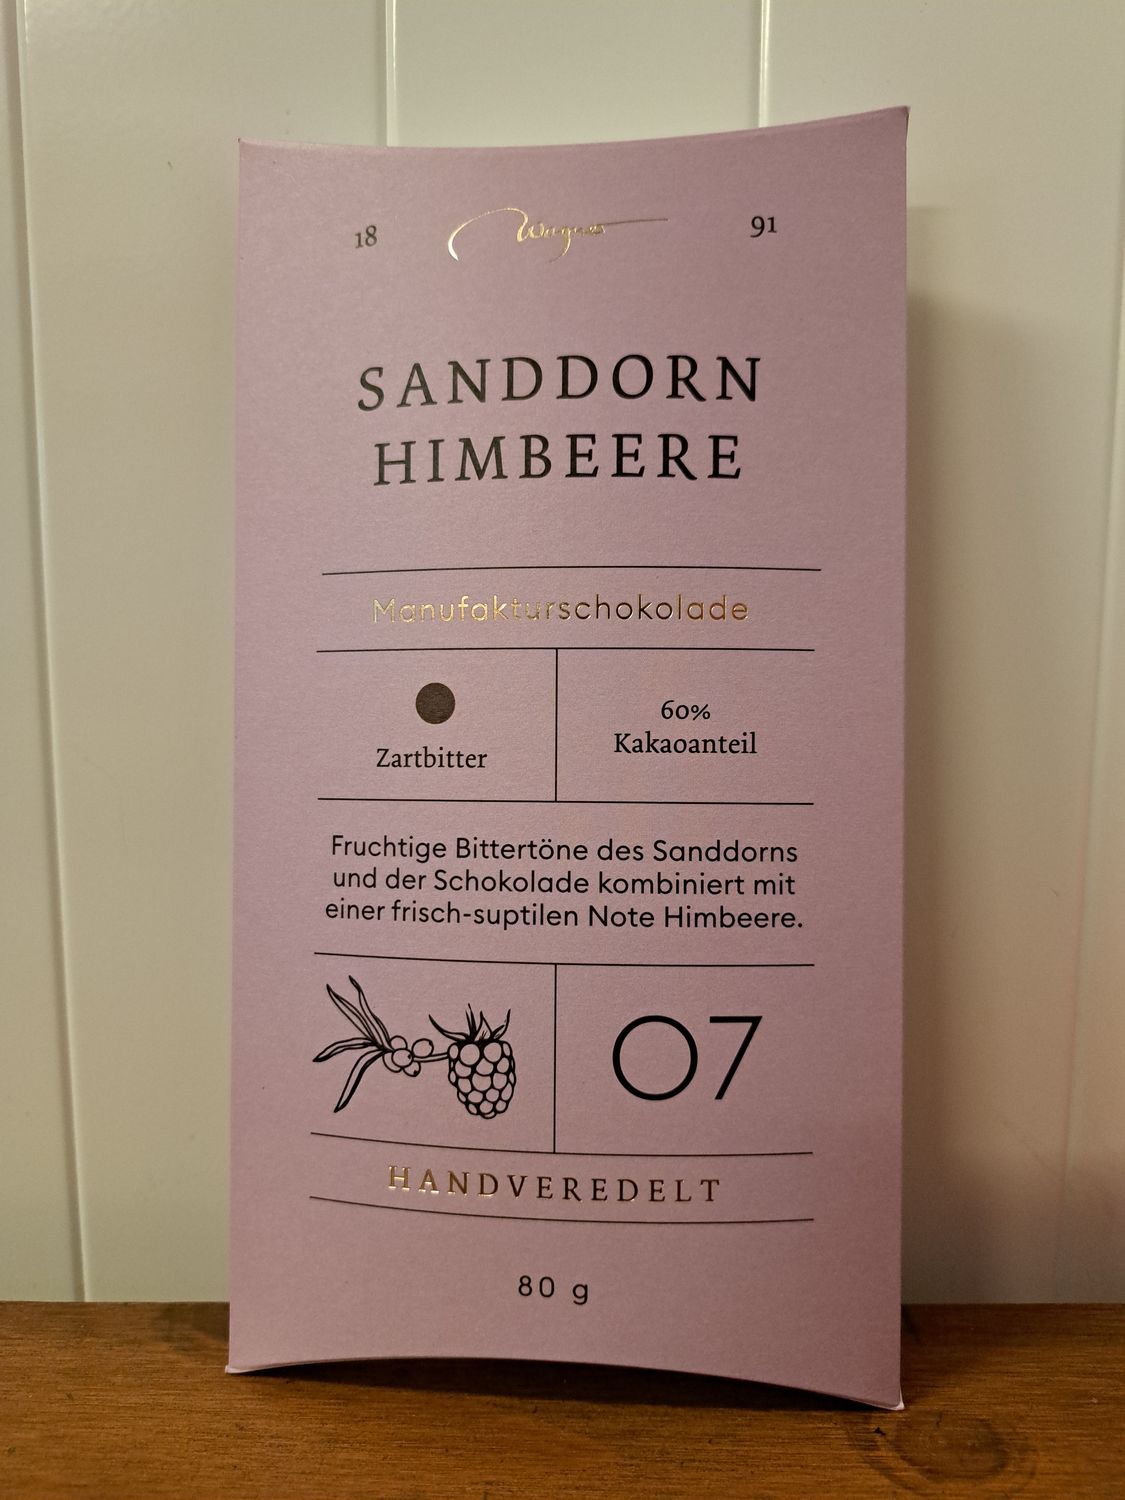 18 Wagner 91
SANDDORN
HIMBEERE
Manufakturschokolade
Zartbitter
60%
Kakaoanteil
Fruchtige Bittertöne des Sanddorns
und der Schokolade kombiniert mit
einer frisch-suptilen Note Himbeere.
07
HANDVEREDELT
80 g